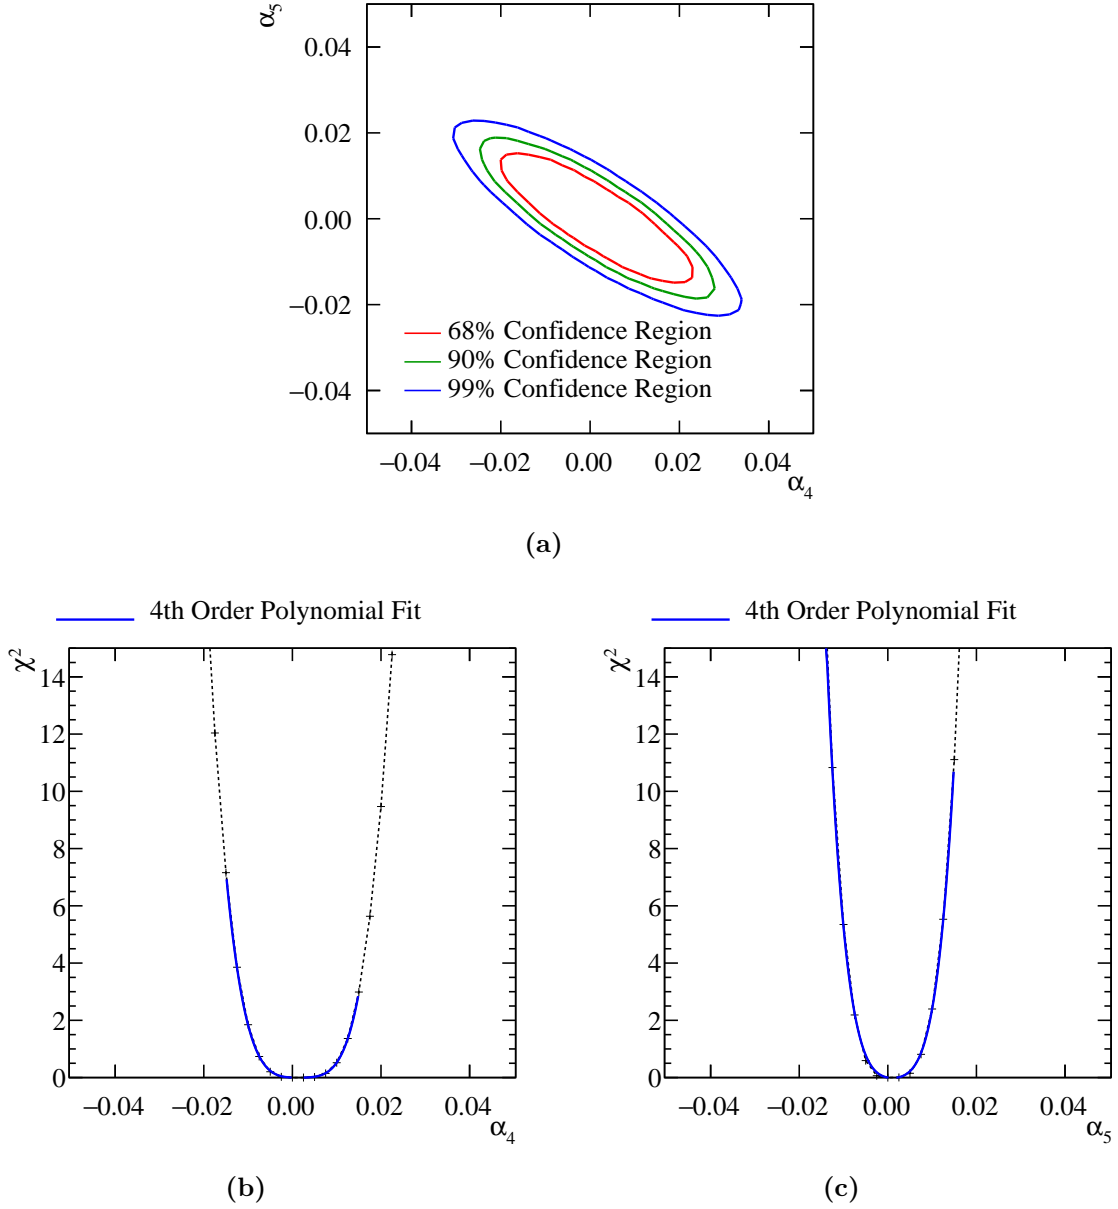 α5
0.04
0.02
0.00
−0.02
−0.04
68% Confidence Region
90% Confidence Region
99% Confidence Region
−0.04 −0.02 0.00 0.02 0.04
α4
(a)
4th Order Polynomial Fit
χ2
14
12
10
8
6
4
2
0
−0.04 −0.02 0.00 0.02 0.04
α4
(b)
4th Order Polynomial Fit
χ2
14
12
10
8
6
4
2
0
−0.04 −0.02 0.00 0.02 0.04
α5
(c)